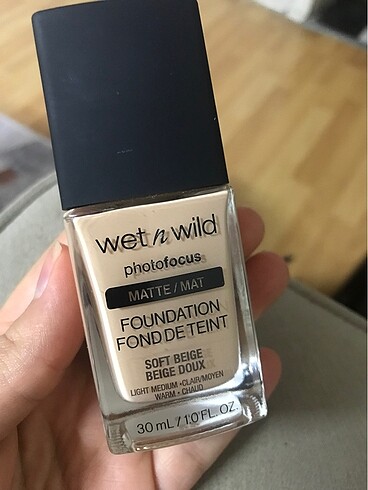 wet n wild
photofocus
MATTE / MAT
FOUNDATION
FOND DE TEINT
SOFT BEIGE
BEIGE DOUX
LIGHT MEDIUM • CLAIR/MOYEN
WARM • CHAUD
30 mL / 1.0 FL. OZ.